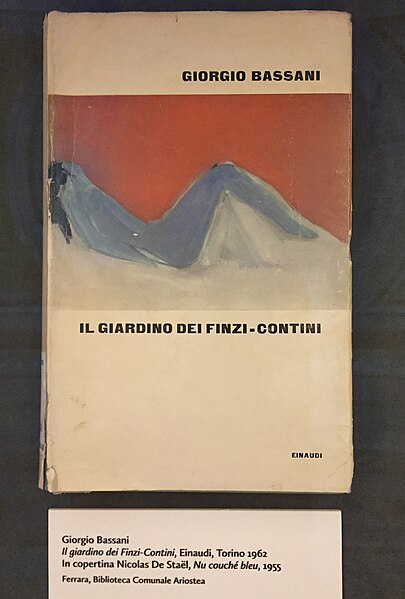 GIORGIO BASSANI
IL GIARDINO DEI FINZI-CONTINI
EINAUDI
Giorgio Bassani
Il giardino dei Finzi-Contini, Einaudi, Torino 1962
In copertina Nicolas De Staël, Nu couché bleu, 1955
Ferrara, Biblioteca Comunale Ariostea